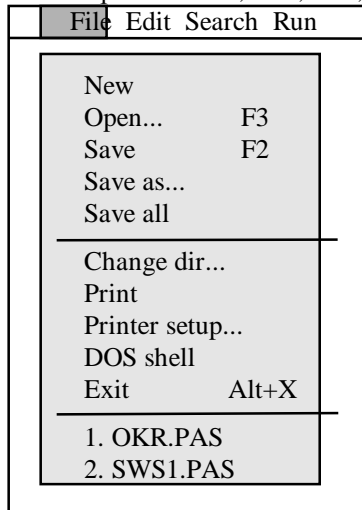 File Edit Search Run
New
Open... F3
Save F2
Save as...
Save all
Change dir...
Print
Printer setup...
DOS shell
Exit Alt+X
1. OKR.PAS
2. SWS1.PAS